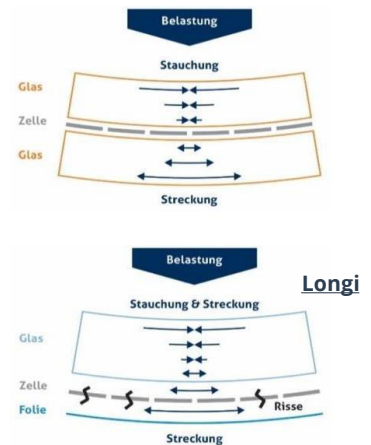 Belastung
Stauchung
Glas
Zelle
Glas
Streckung
Belastung
Longi
Stauchung & Streckung
Glas
Zelle
Folie
Risse
Streckung